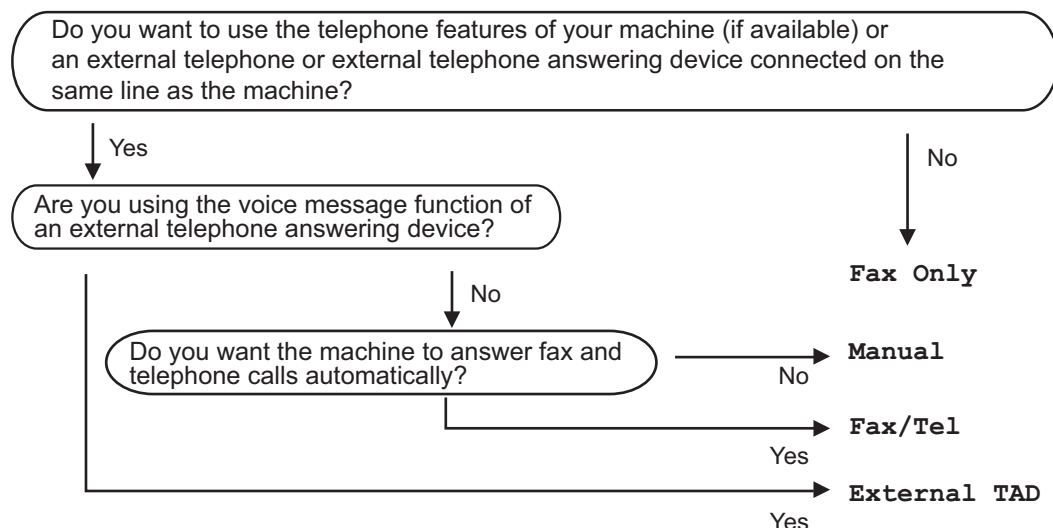 Do you want to use the telephone features of your machine (if available) or
an external telephone or external telephone answering device connected on the
same line as the machine?
Yes
No
Are you using the voice message function of
an external telephone answering device?
Fax Only
No
Do you want the machine to answer fax and
telephone calls automatically?
Manual
No
Fax/Tel
Yes
External TAD
Yes